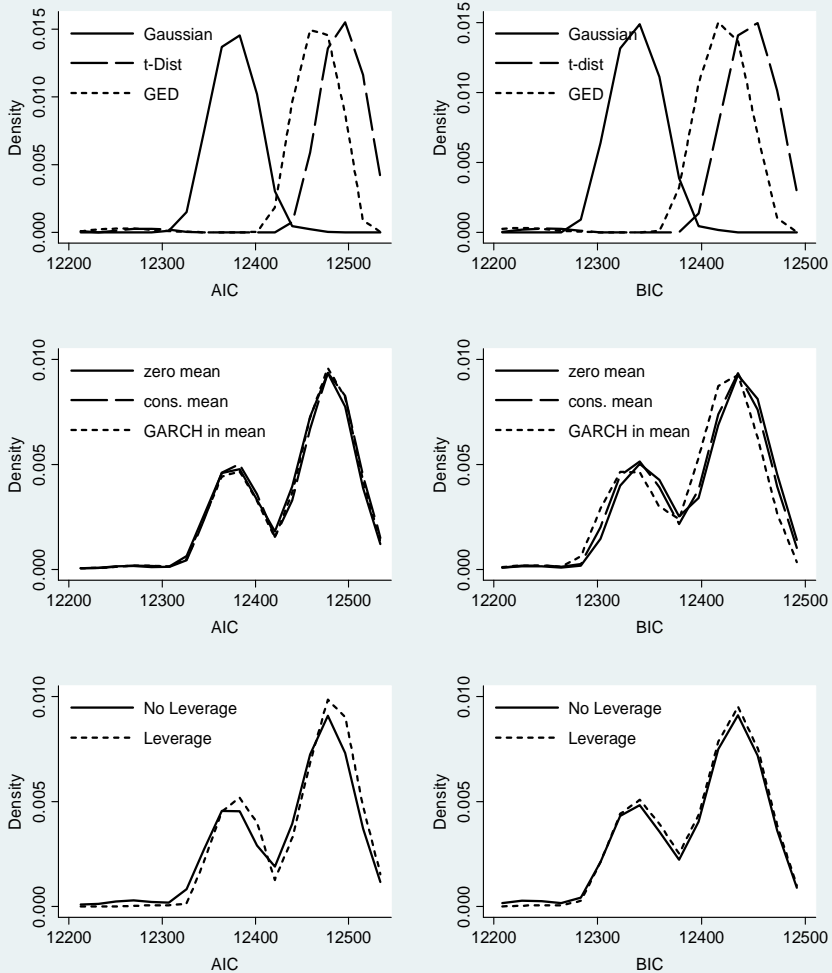 Gaussian
t-Dist
GED
Density
0.000 0.005 0.010 0.015
12200 12300 12400 12500
AIC
Gaussian
t-dist
GED
Density
0.000 0.005 0.010 0.015
12200 12300 12400 12500
BIC
zero mean
cons. mean
GARCH in mean
Density
0.000 0.005 0.010
12200 12300 12400 12500
AIC
zero mean
cons. mean
GARCH in mean
Density
0.000 0.005 0.010
12200 12300 12400 12500
BIC
No Leverage
Leverage
Density
0.000 0.005 0.010
12200 12300 12400 12500
AIC
No Leverage
Leverage
Density
0.000 0.005 0.010
12200 12300 12400 12500
BIC